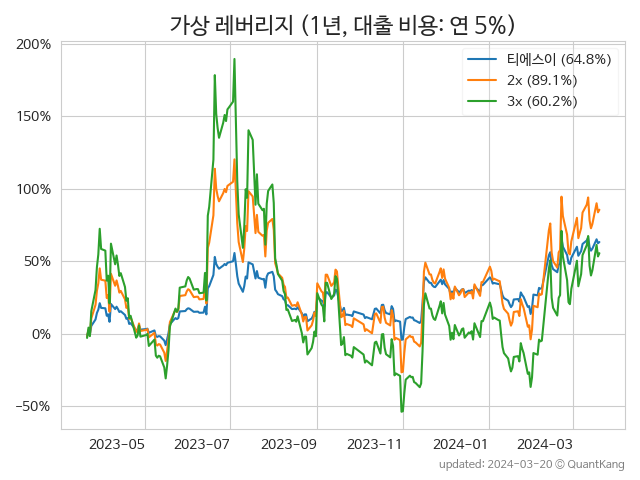 가상 레버리지 (1년, 대출 비용: 연 5%)
200%
150%
100%
50%
0%
−50%
티에스이 (64.8%)
2x (89.1%)
3x (60.2%)
2023-05
2023-07
2023-09
2023-11
2024-01
2024-03
updated: 2024-03-20 © QuantKang